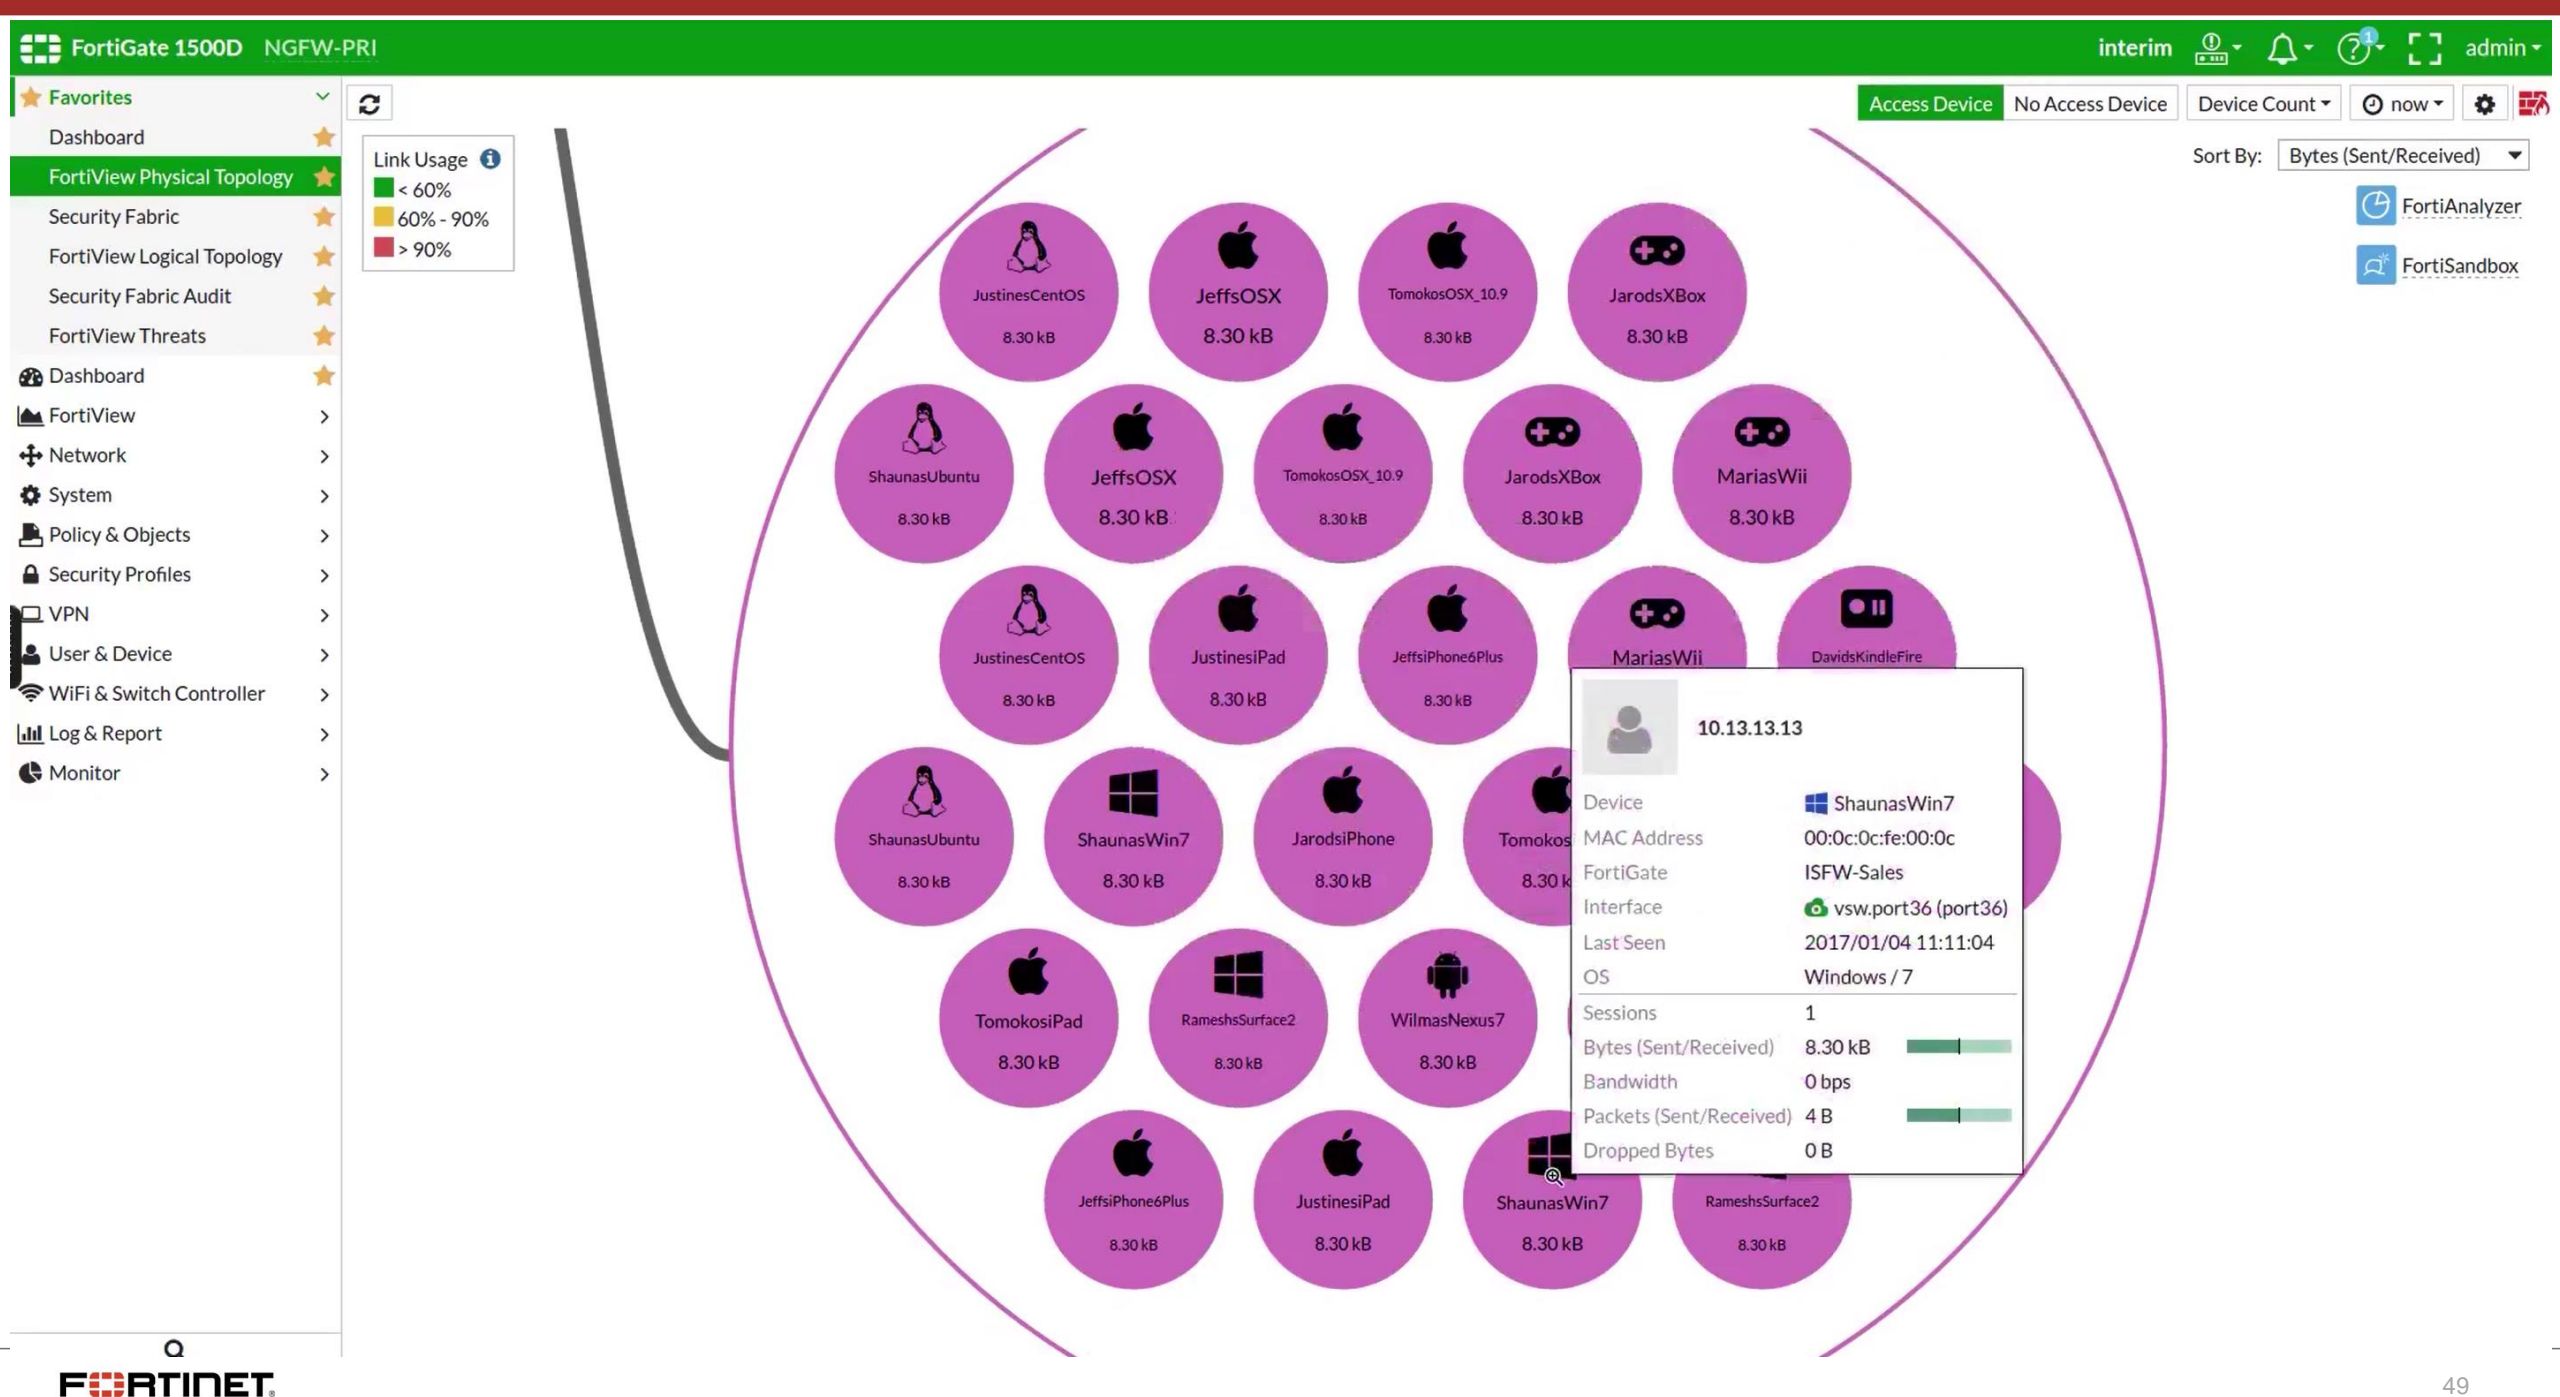 FortiGate 1500D NGFW-PRI
interim 1 admin
Favorites
Dashboard
FortiView Physical Topology
Security Fabric
FortiView Logical Topology
Security Fabric Audit
FortiView Threats
Dashboard
FortiView
Network
System
Policy & Objects
Security Profiles
VPN
User & Device
WiFi & Switch Controller
Log & Report
Monitor
Access Device No Access Device Device Count now
Sort By: Bytes (Sent/Received)
FortiAnalyzer
FortiSandbox
Link Usage
< 60%
60% - 90%
> 90%
JustinesCentOS JeffsOSX TomokosOSX_10.9 JarodsXBox
8.30 kB 8.30 kB 8.30 kB 8.30 kB
ShaunasUbuntu JeffsOSX TomokosOSX_10.9 JarodsXBox MariasWii
8.30 kB 8.30 kB 8.30 kB 8.30 kB 8.30 kB
JustinesCentOS JustinesiPad JeffsiPhone6Plus MariasWii DavidsKindleFire
8.30 kB 8.30 kB 8.30 kB
ShaunasUbuntu ShaunasWin7 JarodsiPhone Tomokos
8.30 kB 8.30 kB 8.30 kB 8.30 k
TomokosiPad RameshsSurface2 WilmasNexus7
8.30 kB 8.30 kB 8.30 kB
JeffsiPhone6Plus JustinesiPad ShaunasWin7 RameshsSurface2
8.30 kB 8.30 kB 8.30 kB 8.30 kB
10.13.13.13
Device ShaunasWin7
MAC Address 00:0c:0c:fe:00:0c
FortiGate ISFW-Sales
Interface vsw.port36 (port36)
Last Seen 2017/01/04 11:11:04
OS Windows / 7
Sessions 1
Bytes (Sent/Received) 8.30 kB
Bandwidth 0 bps
Packets (Sent/Received) 4 B
Dropped Bytes 0 B
FORTINET
49